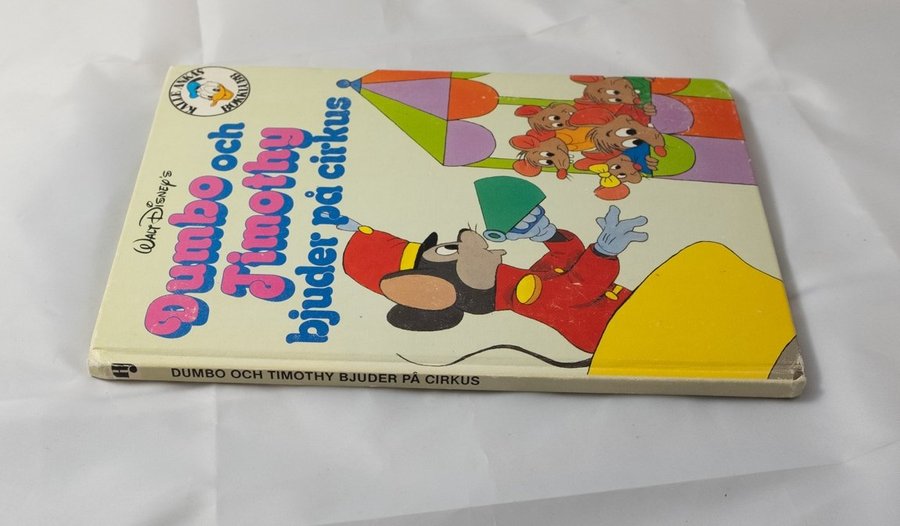 KALLE ANKAS
BOKKLUBB
WALT DISNEY'S
Dumbo och
Timothy
bjuder på cirkus
DUMBO OCH TIMOTHY BJUDER PÅ CIRKUS